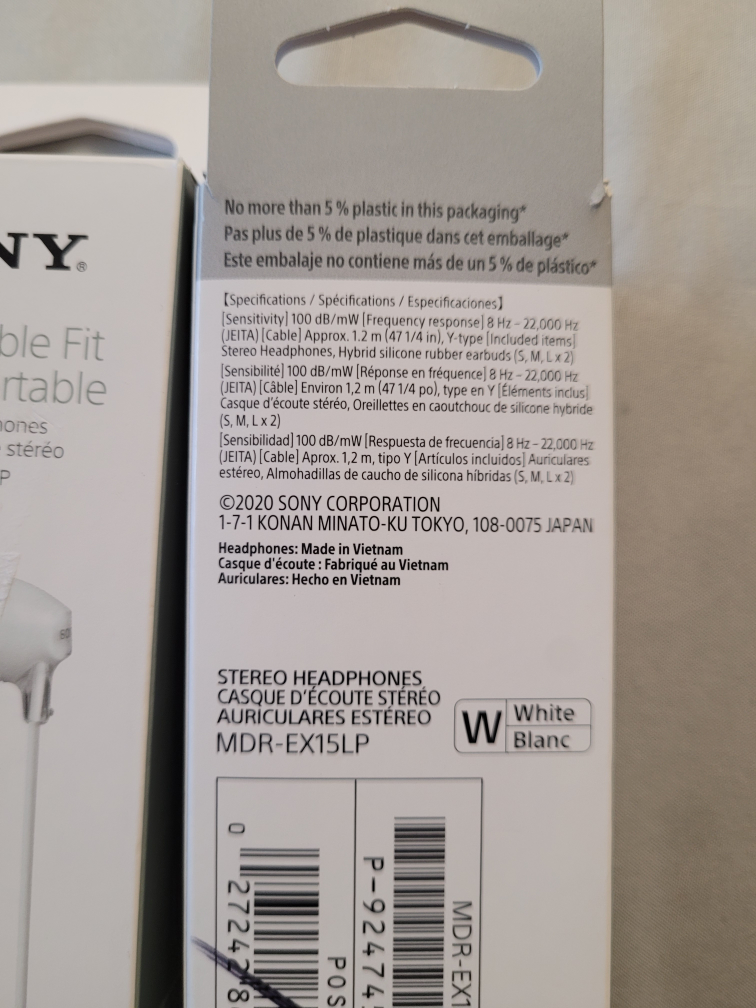 NY®
ble Fit
rtable
ones
stéréo
P
No more than 5 % plastic in this packaging*
Pas plus de 5 % de plastique dans cet emballage*
Este embalaje no contiene más de un 5 % de plástico*
[Specifications / Spécifications / Especificaciones]
[Sensitivity] 100 dB/mW [Frequency response] 8 Hz – 22,000 Hz
(JEITA) [Cable] Approx. 1.2 m (47 1/4 in), Y-type [Included items]
Stereo Headphones, Hybrid silicone rubber earbuds (S, M, L x 2)
[Sensibilité] 100 dB/mW [Réponse en fréquence] 8 Hz – 22,000 Hz
(JEITA) [Câble] Environ 1,2 m (47 1/4 po), type en Y [Éléments inclus]
Casque d'écoute stéréo, Oreillettes en caoutchouc de silicone hybride
(S, M, L x 2)
[Sensibilidad] 100 dB/mW [Respuesta de frecuencia] 8 Hz – 22,000 Hz
(JEITA) [Cable] Aprox. 1,2 m, tipo Y [Artículos incluidos] Auriculares
estéreo, Almohadillas de caucho de silicona híbridas (S, M, L x 2)
©2020 SONY CORPORATION
1-7-1 KONAN MINATO-KU TOKYO, 108-0075 JAPAN
Headphones: Made in Vietnam
Casque d'écoute : Fabriqué au Vietnam
Auriculares: Hecho en Vietnam
STEREO HEADPHONES
CASQUE D'ÉCOUTE STÉRÉO
AURICULARES ESTÉREO
MDR-EX15LP
W White
Blanc
0 27242 8
POS
P-92474
MDR-EX1